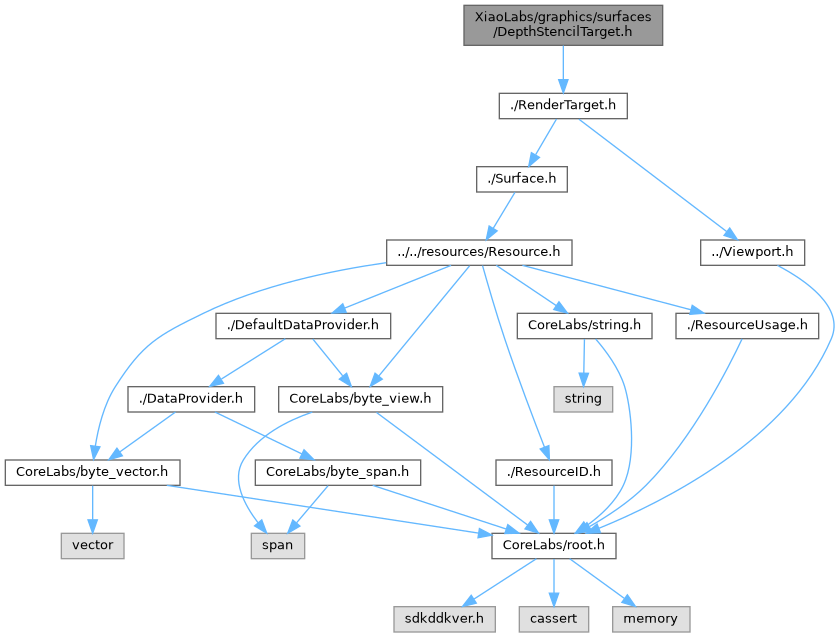 XiaoLabs/graphics/surfaces
/DepthStencilTarget.h
./RenderTarget.h
./Surface.h
../../resources/Resource.h
../Viewport.h
./DefaultDataProvider.h
CoreLabs/string.h
./ResourceUsage.h
./DataProvider.h
CoreLabs/byte_view.h
string
CoreLabs/byte_vector.h
CoreLabs/byte_span.h
./ResourceID.h
vector
span
CoreLabs/root.h
sdkddkver.h
cassert
memory